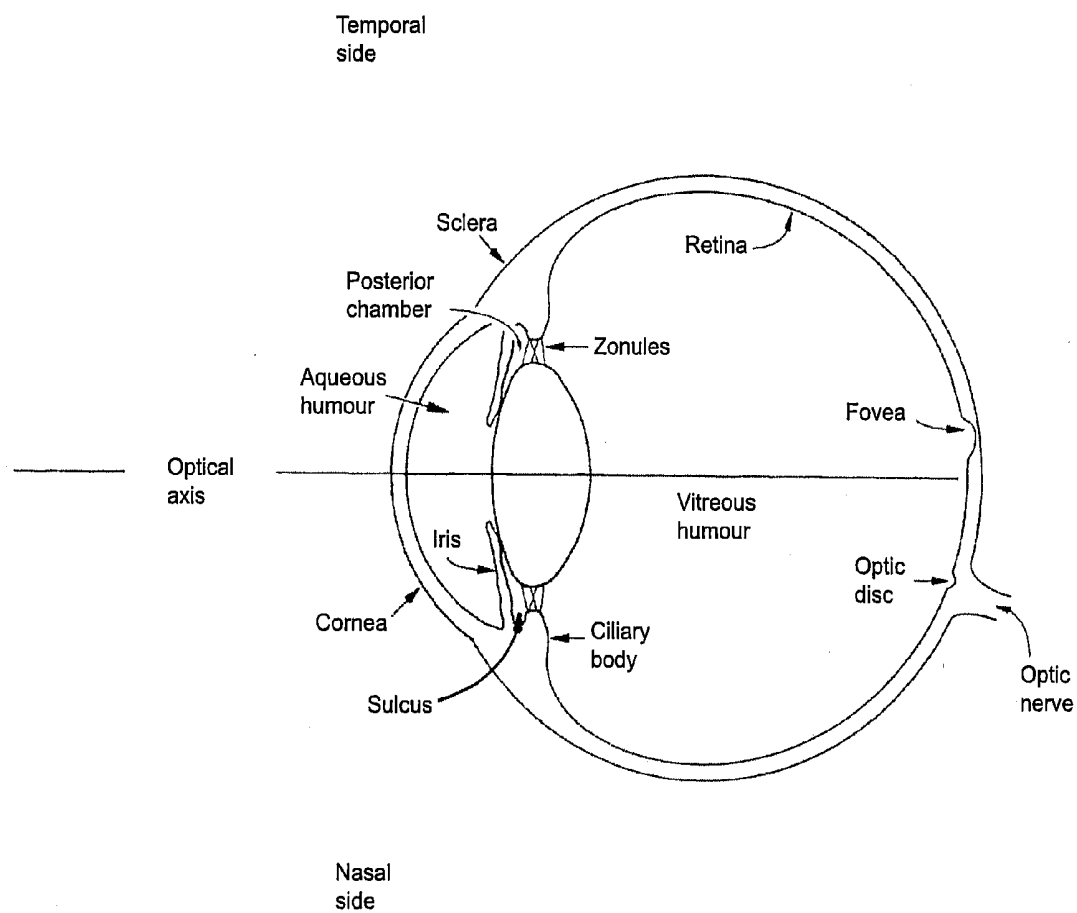 Temporal
side
Sclera
Retina
Posterior
chamber
Zonules
Aqueous
humour
Fovea
Optical
axis
Vitreous
humour
Iris
Optic
disc
Cornea
Ciliary
body
Sulcus
Optic
nerve
Nasal
side